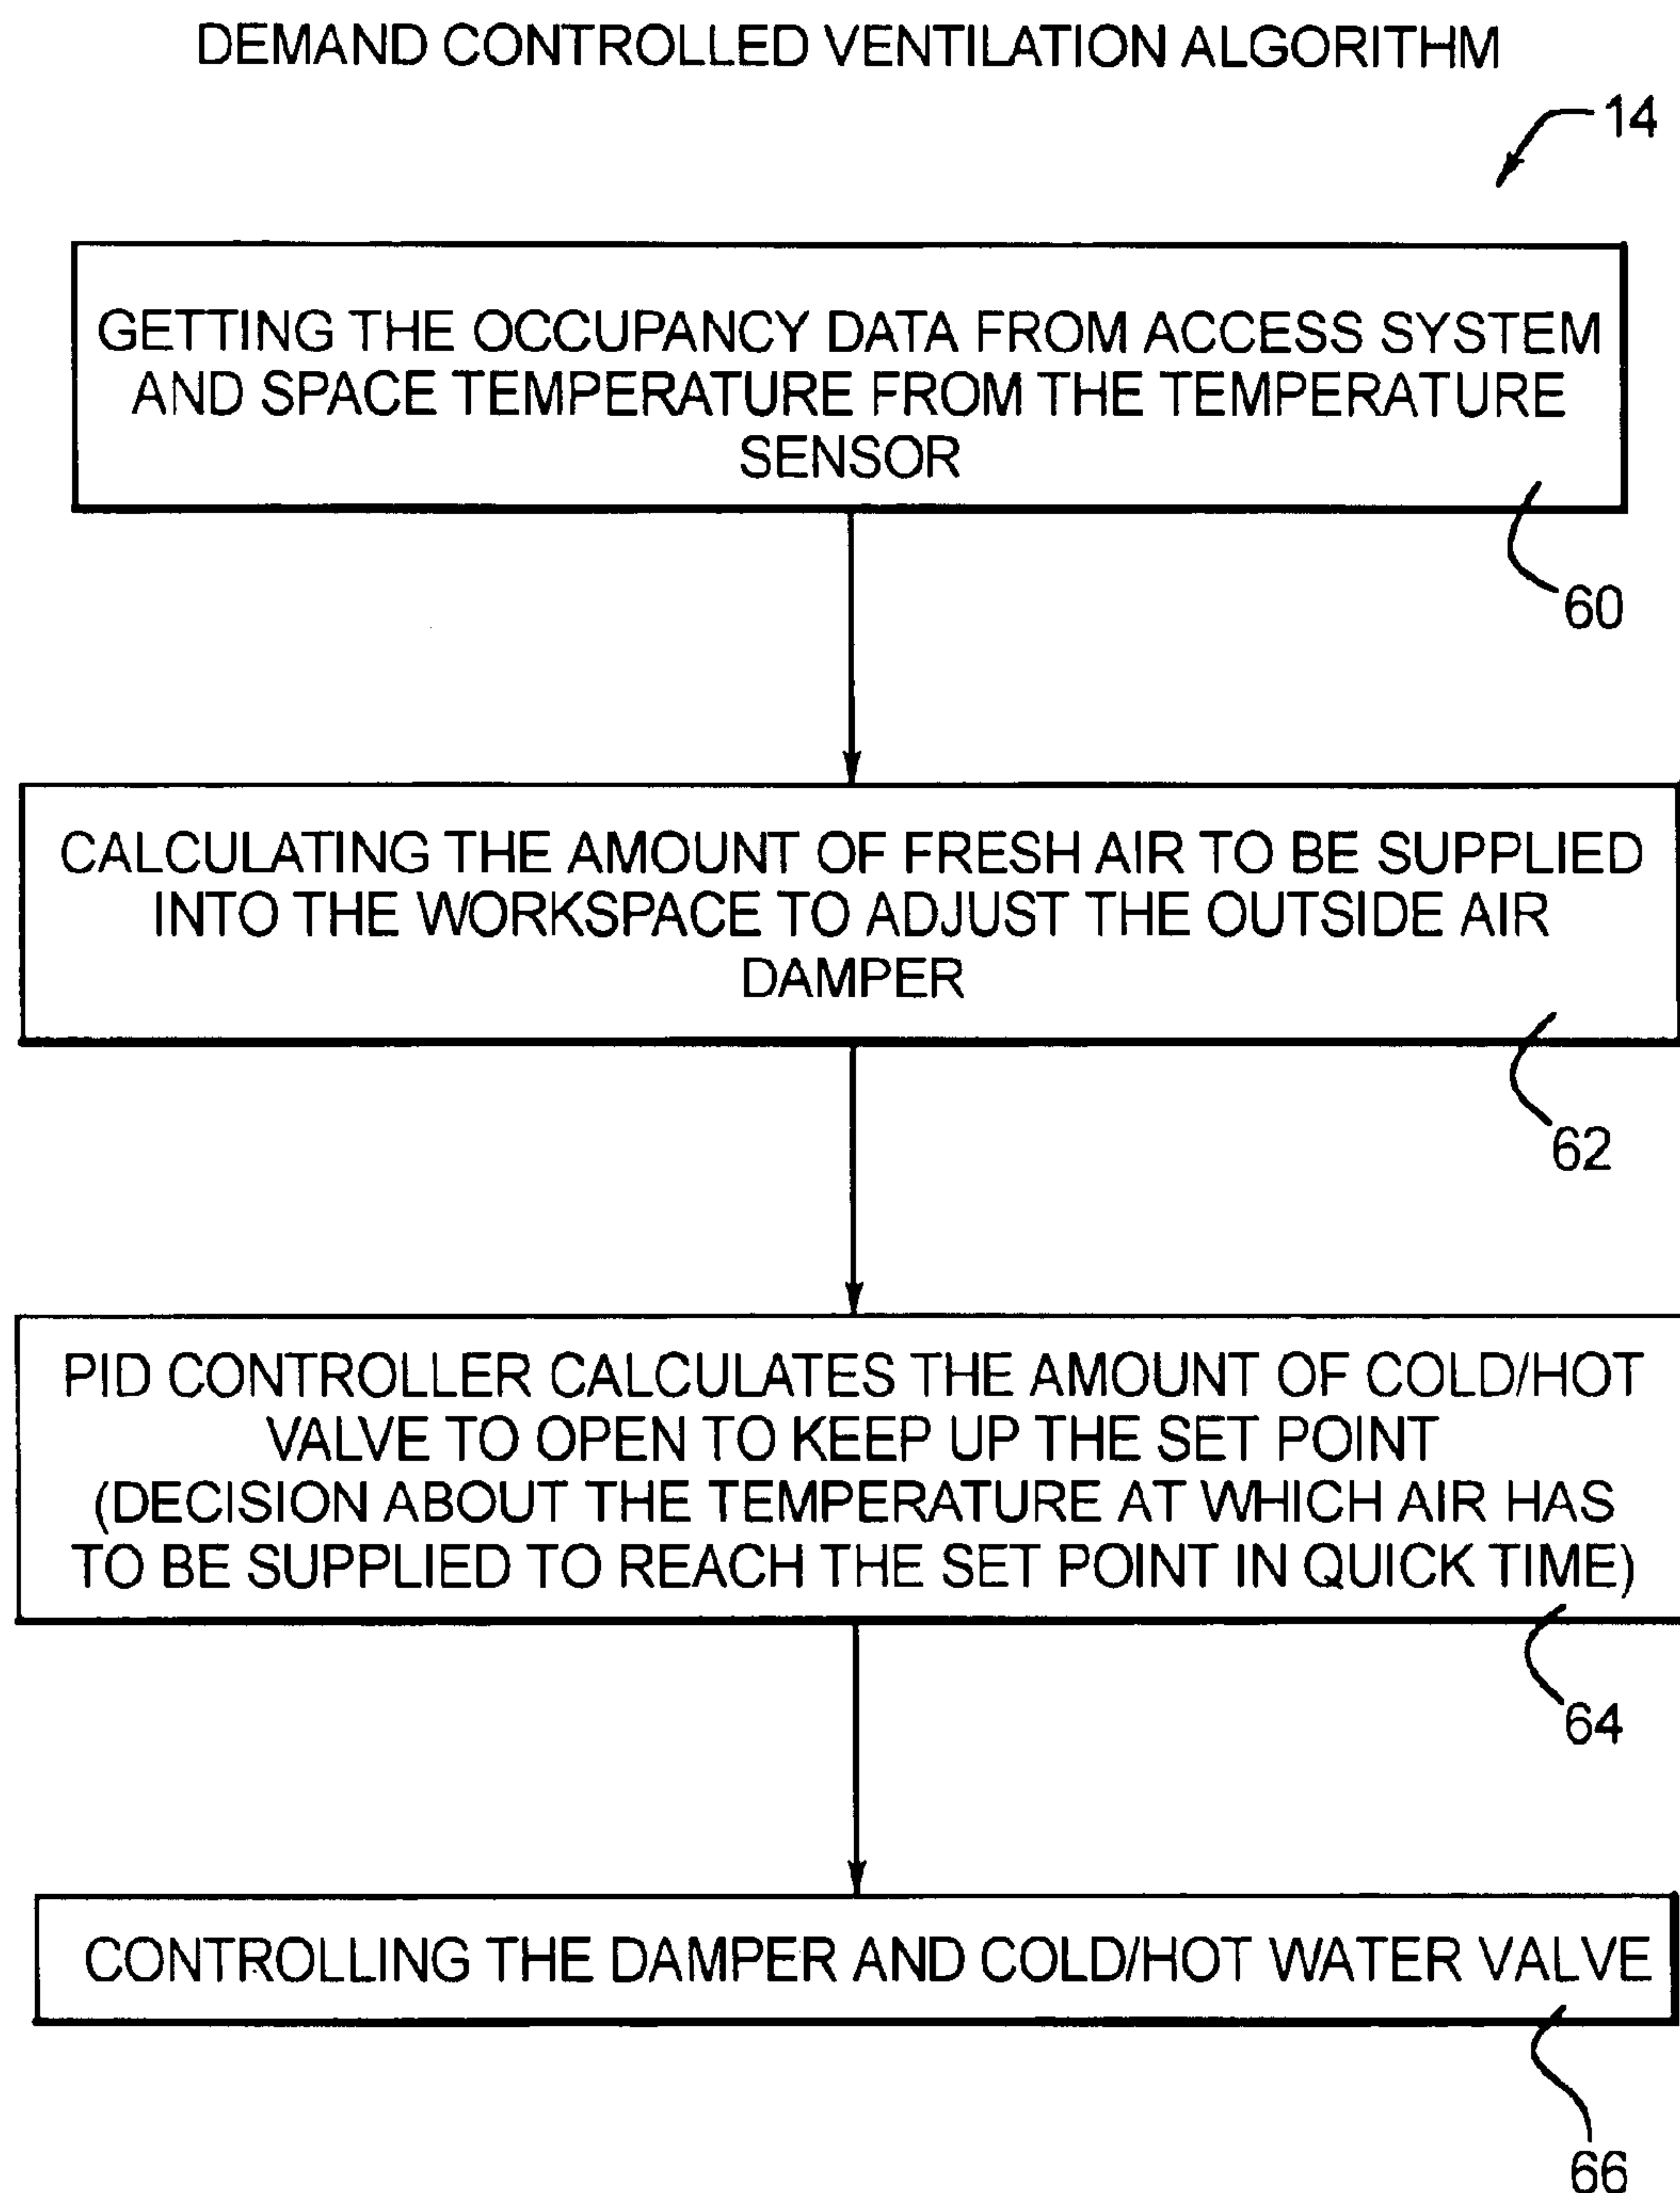 DEMAND CONTROLLED VENTILATION ALGORITHM
14
GETTING THE OCCUPANCY DATA FROM ACCESS SYSTEM
AND SPACE TEMPERATURE FROM THE TEMPERATURE
SENSOR
60
CALCULATING THE AMOUNT OF FRESH AIR TO BE SUPPLIED
INTO THE WORKSPACE TO ADJUST THE OUTSIDE AIR
DAMPER
62
PID CONTROLLER CALCULATES THE AMOUNT OF COLD/HOT
VALVE TO OPEN TO KEEP UP THE SET POINT
(DECISION ABOUT THE TEMPERATURE AT WHICH AIR HAS
TO BE SUPPLIED TO REACH THE SET POINT IN QUICK TIME)
64
CONTROLLING THE DAMPER AND COLD/HOT WATER VALVE
66